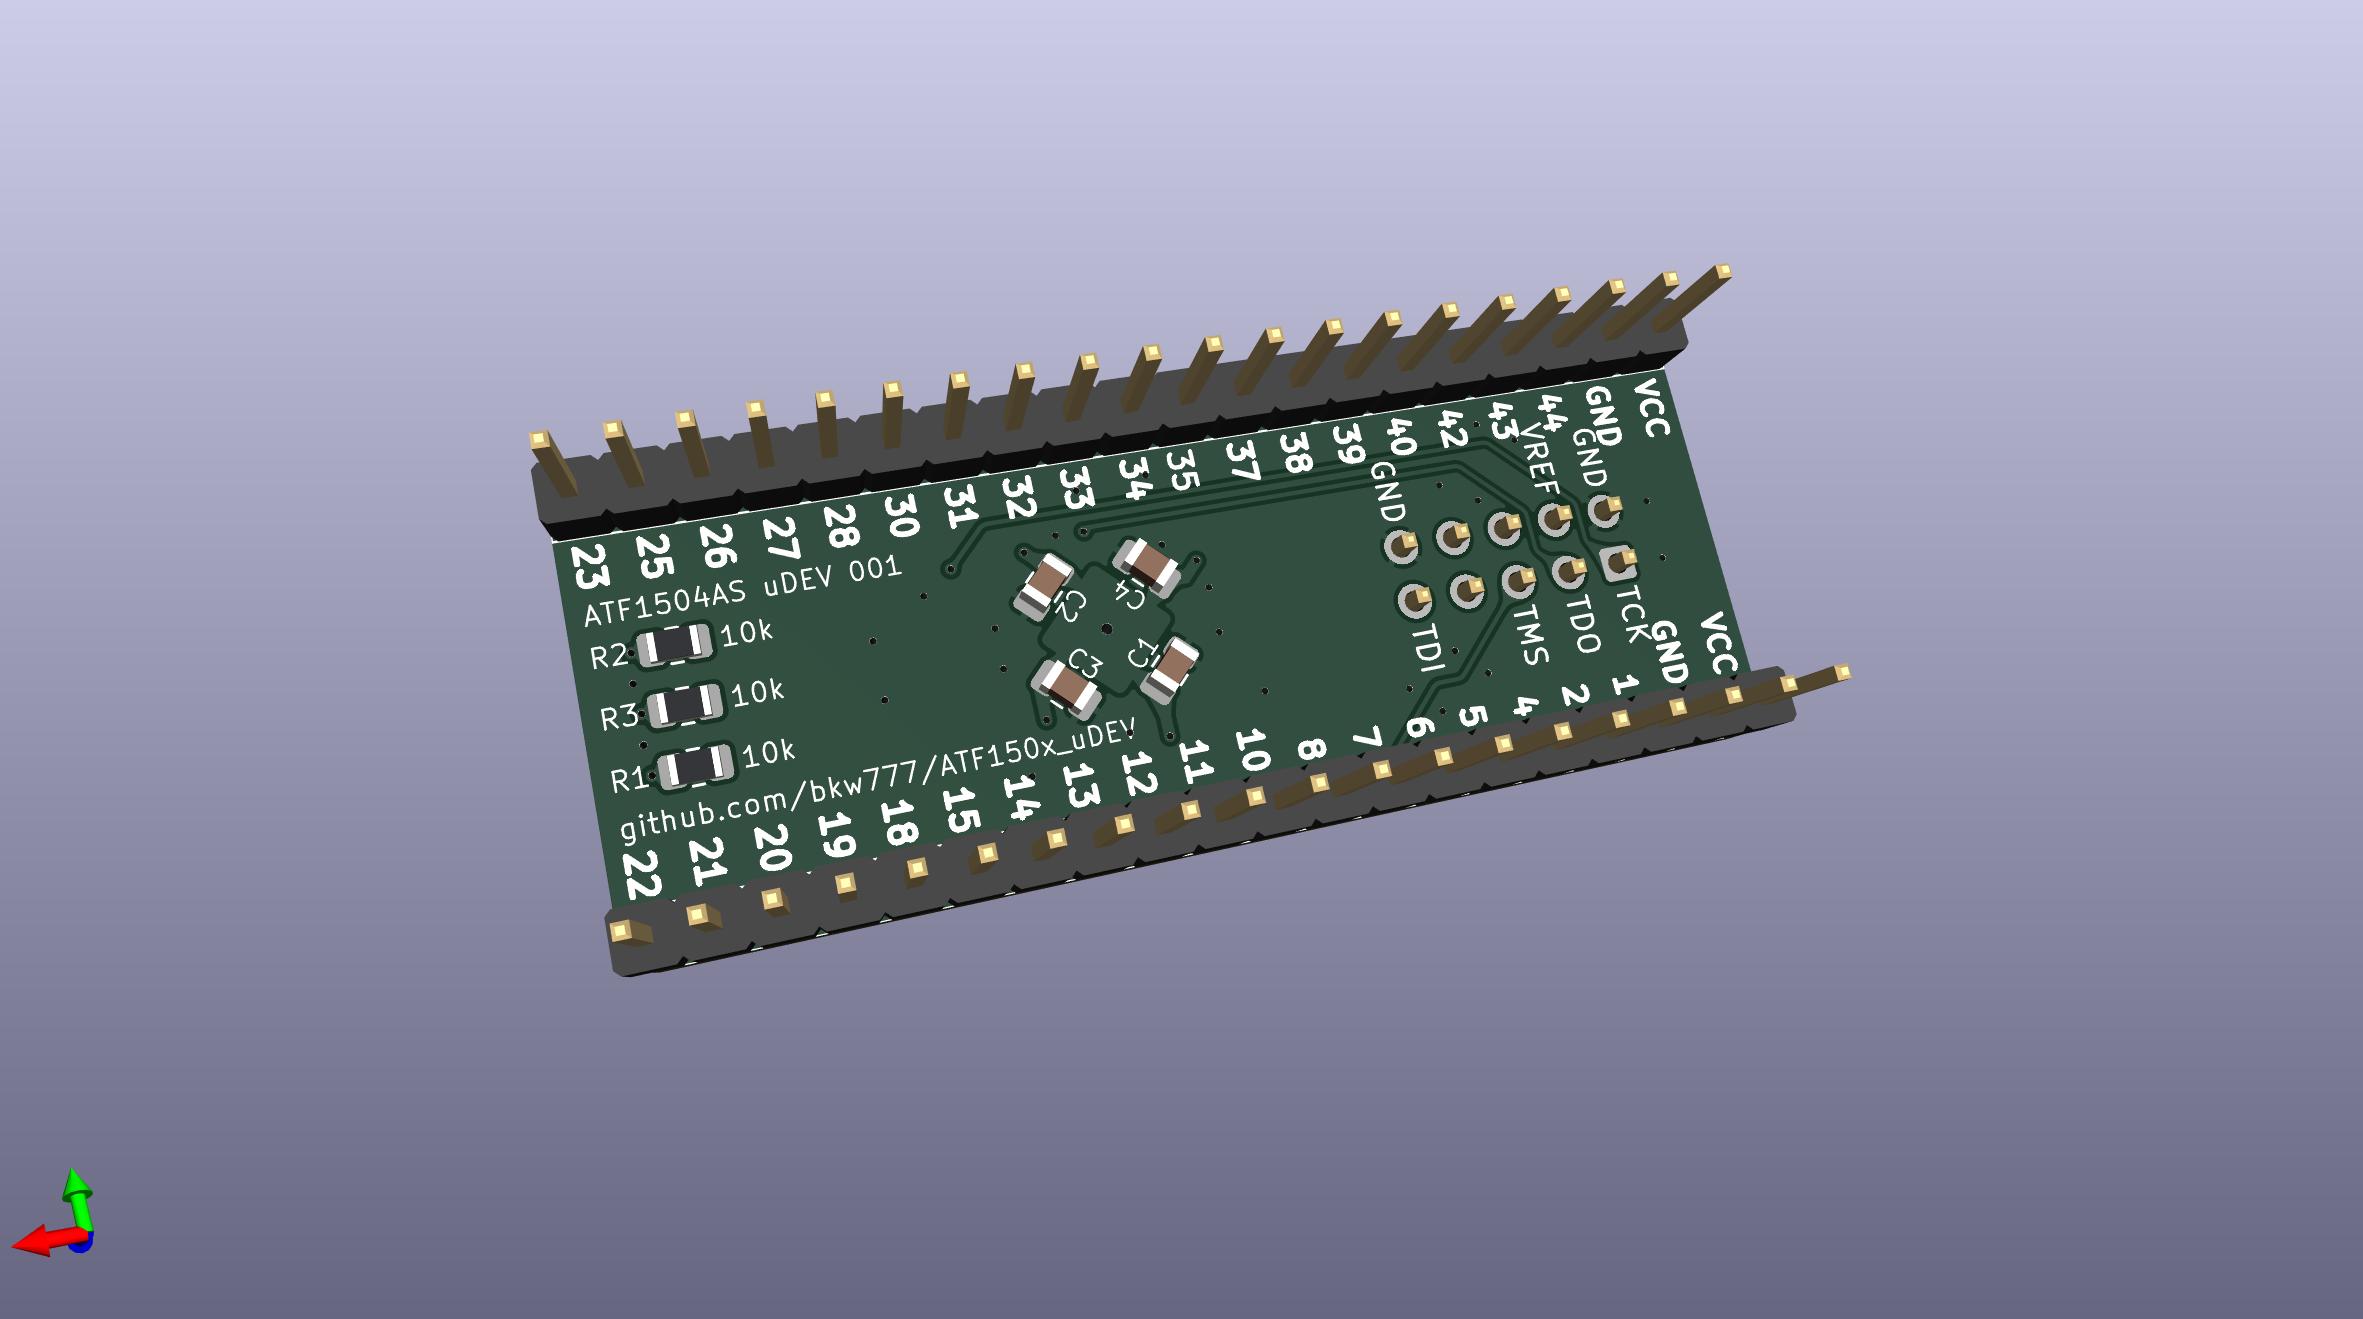 23 25 26 27 28 30 31 32 33 34 35 37 38 39 40 42 43 44 GND VCC
GND VREF GND
ATF1504AS uDEV 001
R2 10k
R3 10k
R1 10k
C2 C4
C3 C1
TDI TMS TDO TCK
github.com/bkw777/ATF150x_uDEV
22 21 20 19 18 15 14 13 12 11 10 8 7 6 5 4 2 1 GND VCC